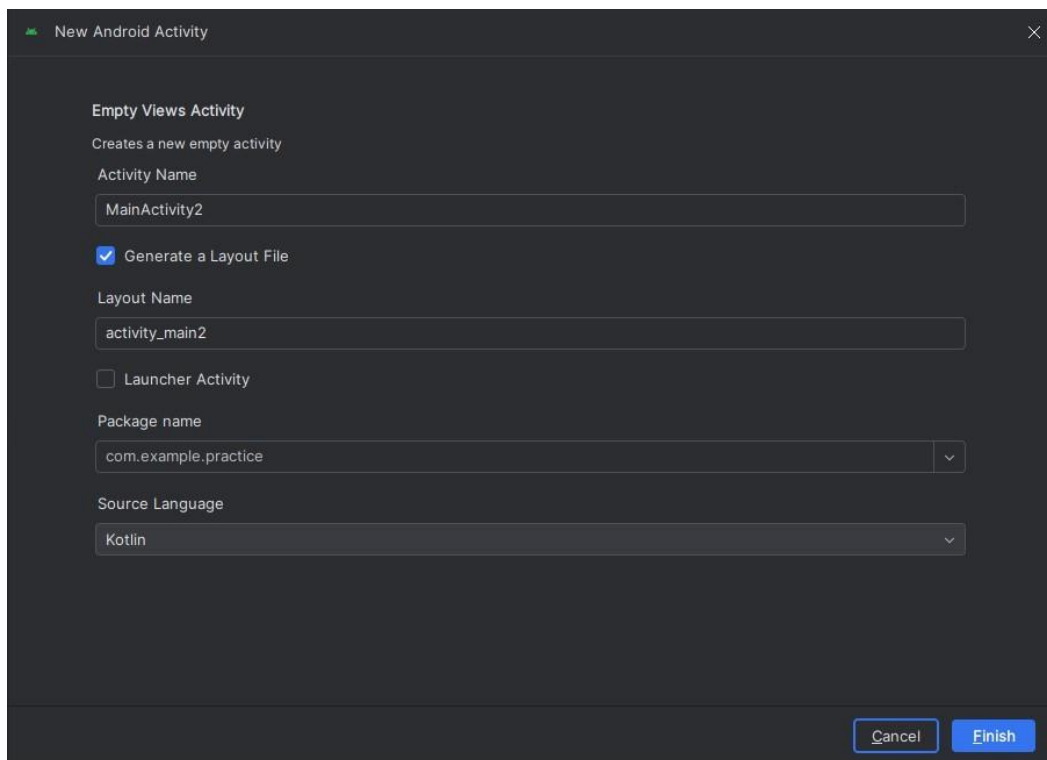 New Android Activity
Empty Views Activity
Creates a new empty activity
Activity Name
MainActivity2
Generate a Layout File
Layout Name
activity_main2
Launcher Activity
Package name
com.example.practice
Source Language
Kotlin
Cancel Finish